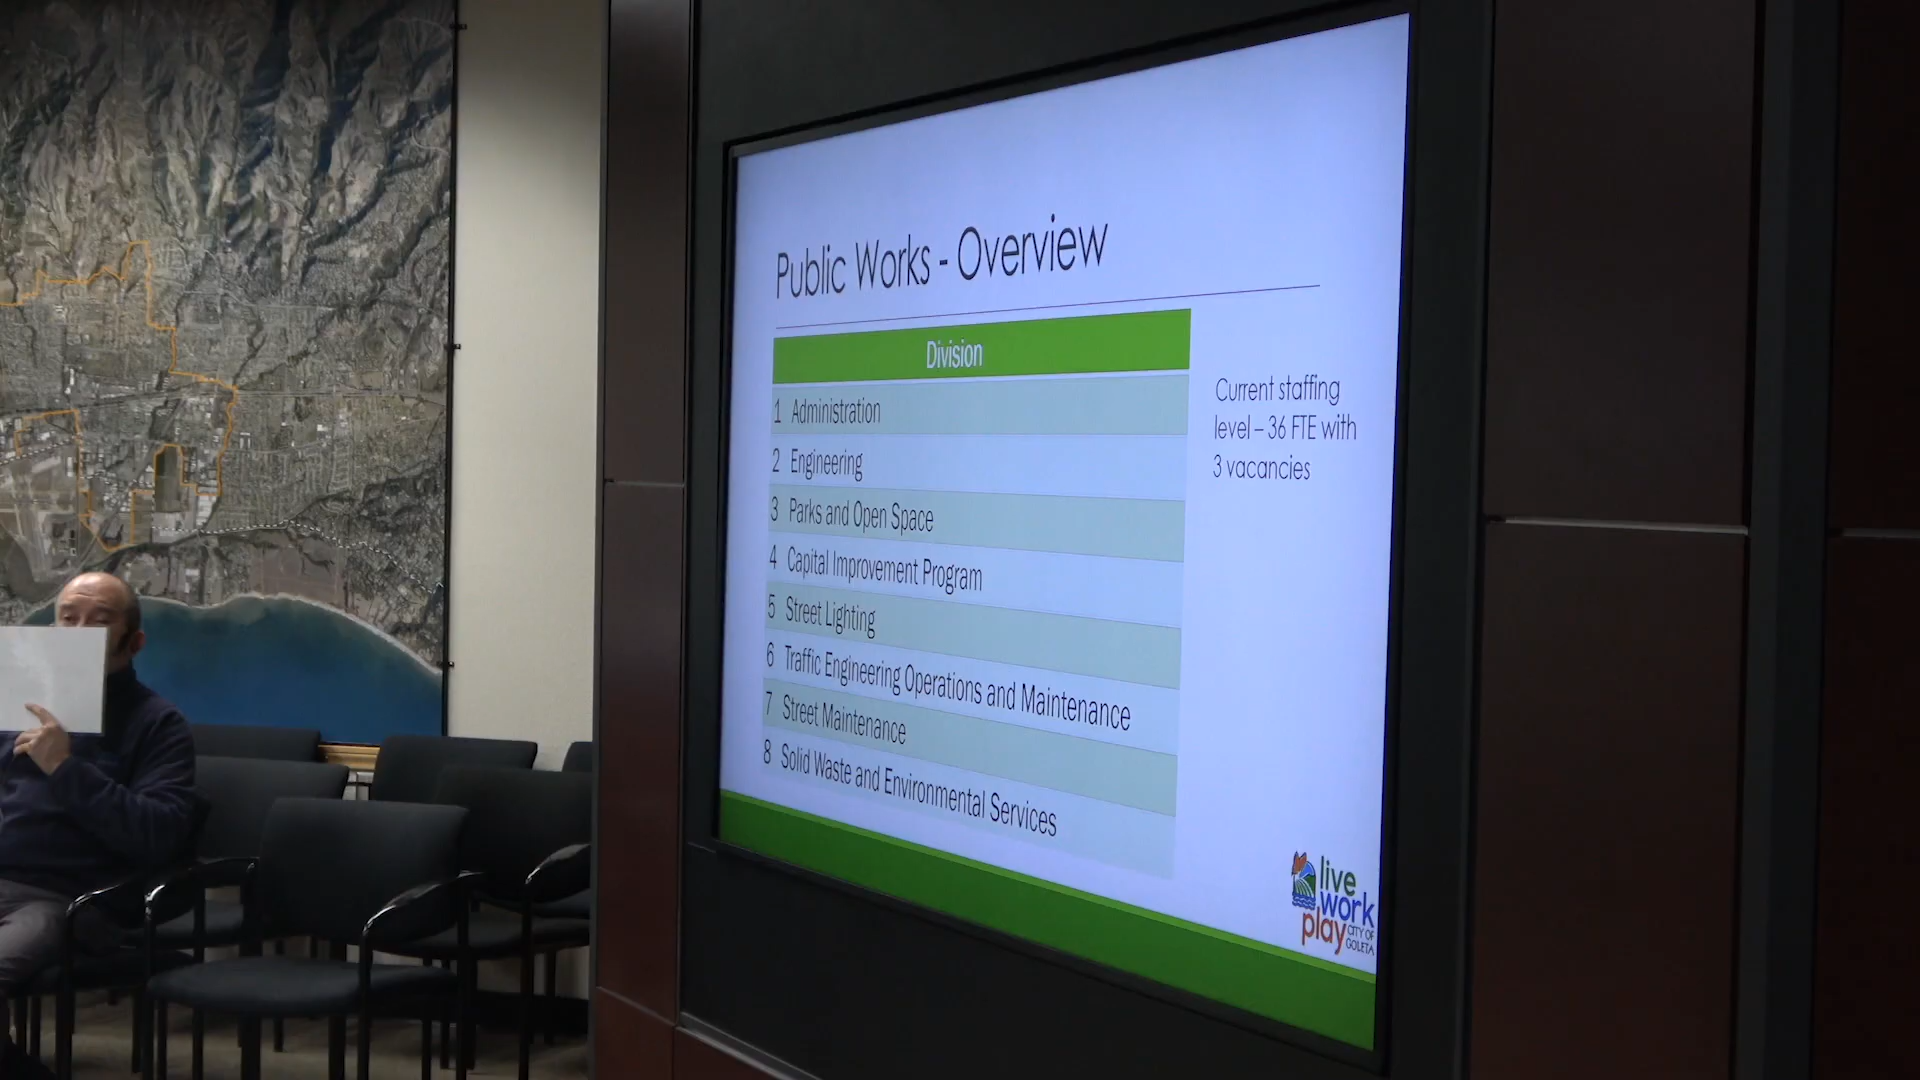 Public Works - Overview
Division
1 Administration
2 Engineering
3 Parks and Open Space
4 Capital Improvement Program
5 Street Lighting
6 Traffic Engineering Operations and Maintenance
7 Street Maintenance
8 Solid Waste and Environmental Services
Current staffing
level – 36 FTE with
3 vacancies
live
work
play
CITY OF
GOLETA